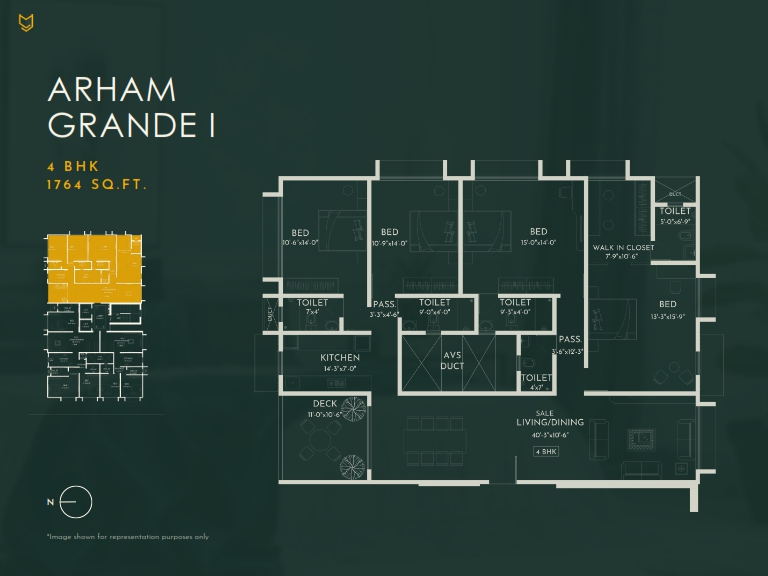 ARHAM
GRANDE I
4 BHK
1764 SQ.FT.
BED
10'-6"x14'-0"
BED
10'-9"x14'-0"
BED
15'-0"x14'-0"
DUCT
TOILET
5'-0"x6'-9"
WALK IN CLOSET
7'-9"x10'-6"
BED
13'-3"x15'-9"
DUCT
TOILET
7'x4'
PASS.
3'-3"x4'-6"
TOILET
9'-0"x4'-0"
TOILET
9'-3"x4'-0"
PASS.
3'-6"x12'-3"
KITCHEN
14'-3"x7'-0"
AVS
DUCT
TOILET
4'x7'
DECK
11'-0"x10'-6"
SALE
LIVING/DINING
40'-3"x10'-6"
4 BHK
N
*Image shown for representation purposes only